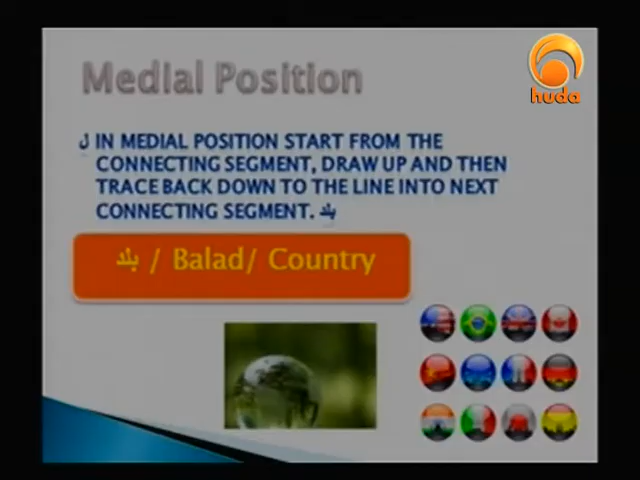 Medial Position
huda
ل IN MEDIAL POSITION START FROM THE
CONNECTING SEGMENT, DRAW UP AND THEN
TRACE BACK DOWN TO THE LINE INTO NEXT
CONNECTING SEGMENT. بلد
بلد / Balad/ Country